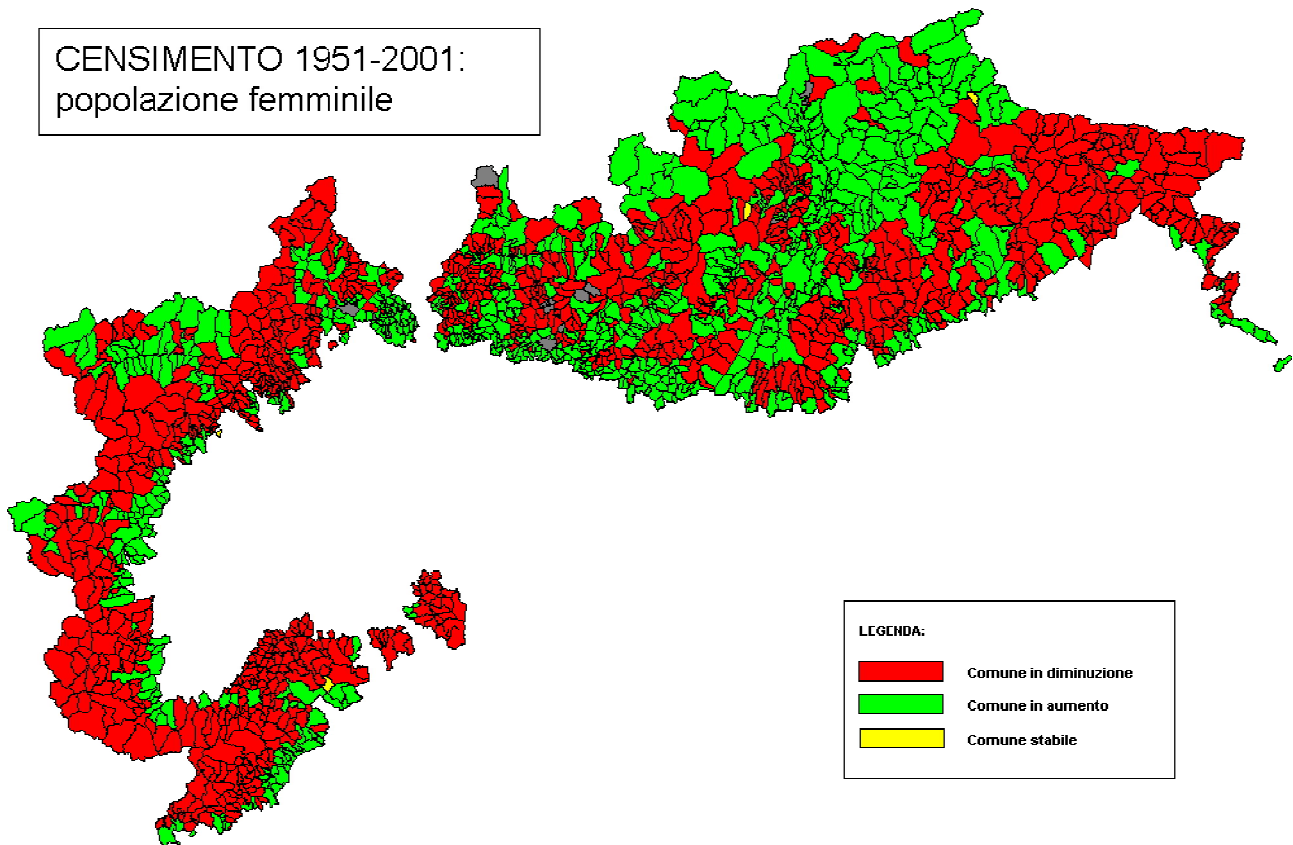 CENSIMENTO 1951-2001:
popolazione femminile
LEGENDA:
Comune in diminuzione
Comune in aumento
Comune stabile